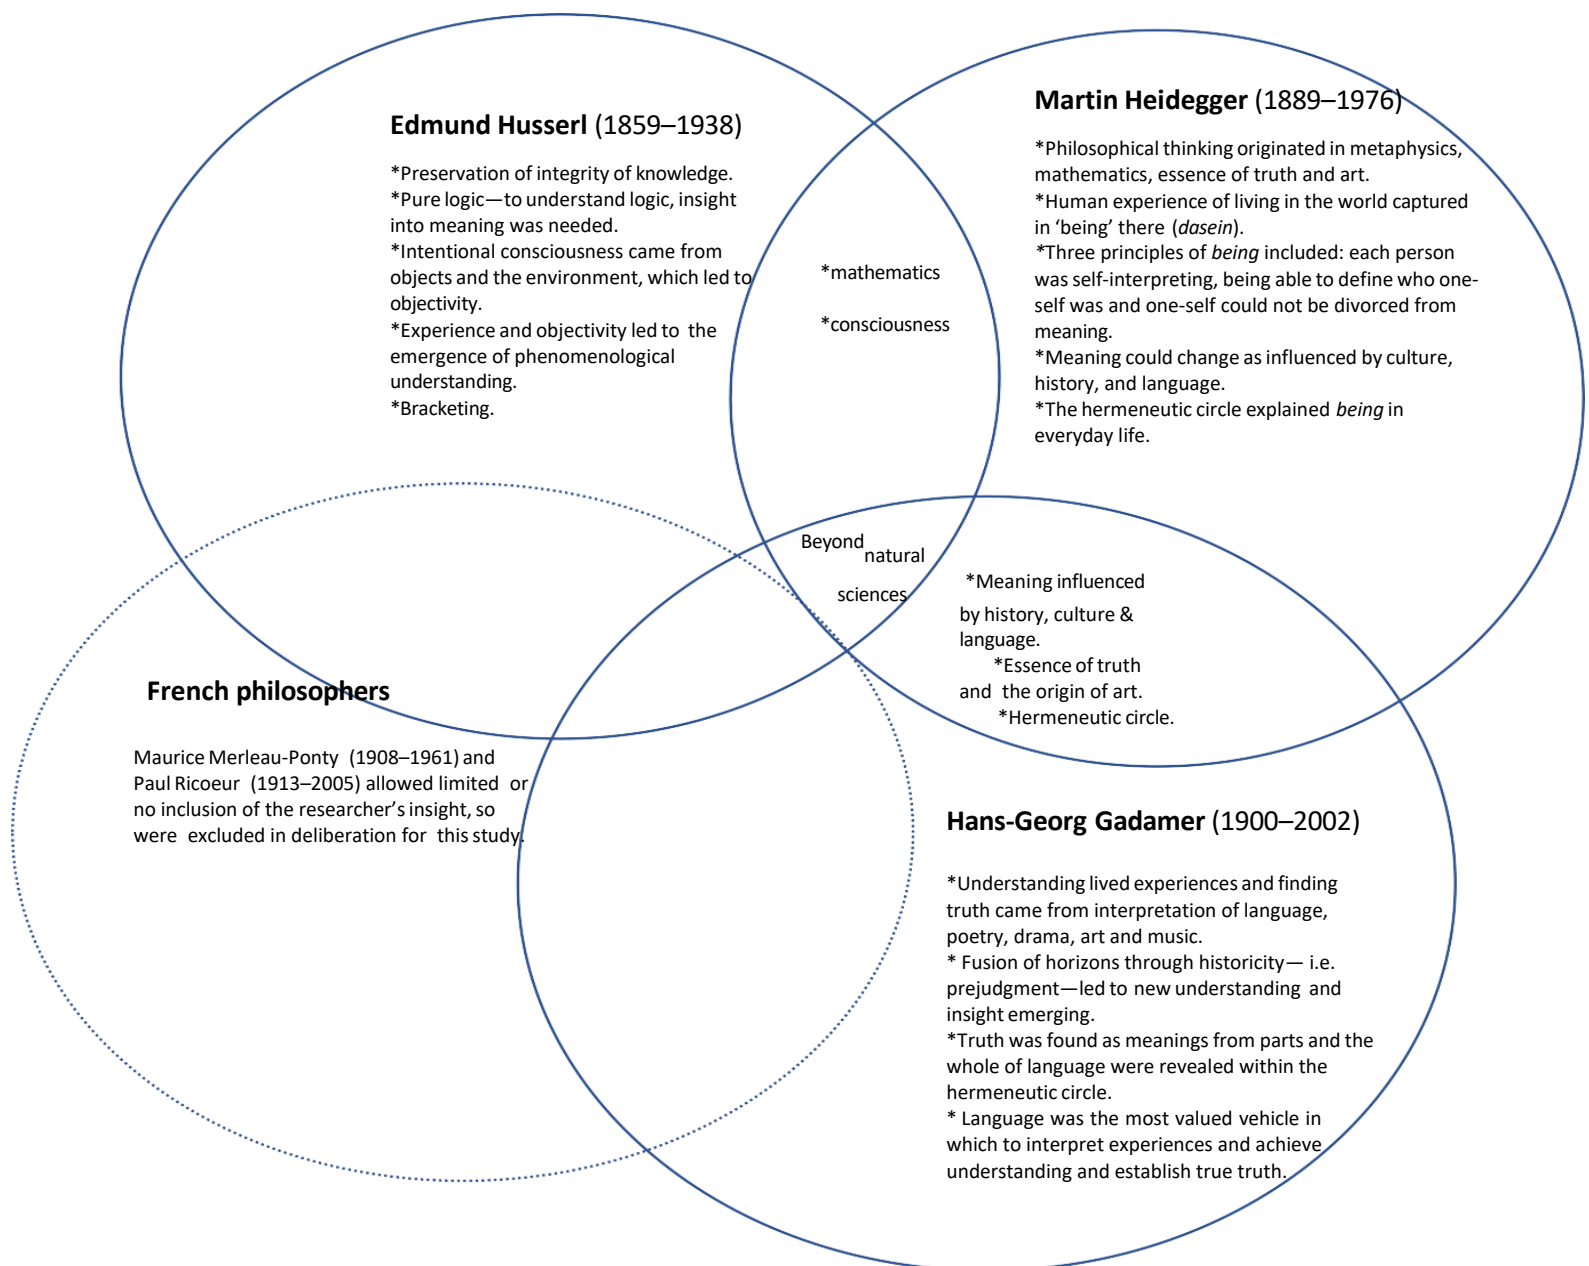 Edmund Husserl (1859–1938)
*Preservation of integrity of knowledge.
*Pure logic—to understand logic, insight
into meaning was needed.
*Intentional consciousness came from
objects and the environment, which led to
objectivity.
*Experience and objectivity led to the
emergence of phenomenological
understanding.
*Bracketing.
*mathematics
*consciousness
Martin Heidegger (1889–1976)
*Philosophical thinking originated in metaphysics,
mathematics, essence of truth and art.
*Human experience of living in the world captured
in ‘being’ there (dasein).
*Three principles of being included: each person
was self-interpreting, being able to define who one-
self was and one-self could not be divorced from
meaning.
*Meaning could change as influenced by culture,
history, and language.
*The hermeneutic circle explained being in
everyday life.
Beyond
natural
sciences
*Meaning influenced
by history, culture &
language.
*Essence of truth
and the origin of art.
*Hermeneutic circle.
French philosophers
Maurice Merleau-Ponty (1908–1961) and
Paul Ricoeur (1913–2005) allowed limited or
no inclusion of the researcher’s insight, so
were excluded in deliberation for this study.
Hans-Georg Gadamer (1900–2002)
*Understanding lived experiences and finding
truth came from interpretation of language,
poetry, drama, art and music.
* Fusion of horizons through historicity— i.e.
prejudgment—led to new understanding and
insight emerging.
*Truth was found as meanings from parts and the
whole of language were revealed within the
hermeneutic circle.
* Language was the most valued vehicle in
which to interpret experiences and achieve
understanding and establish true truth.